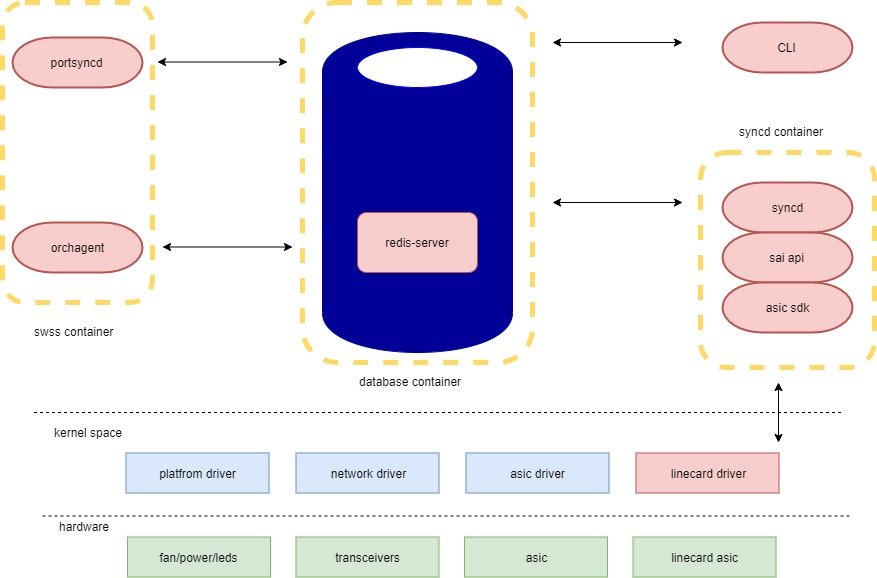 portsyncd
CLI
syncd container
redis-server
syncd
orchagent
sai api
asic sdk
swss container
database container
kernel space
platfrom driver
network driver
asic driver
linecard driver
hardware
fan/power/leds
transceivers
asic
linecard asic